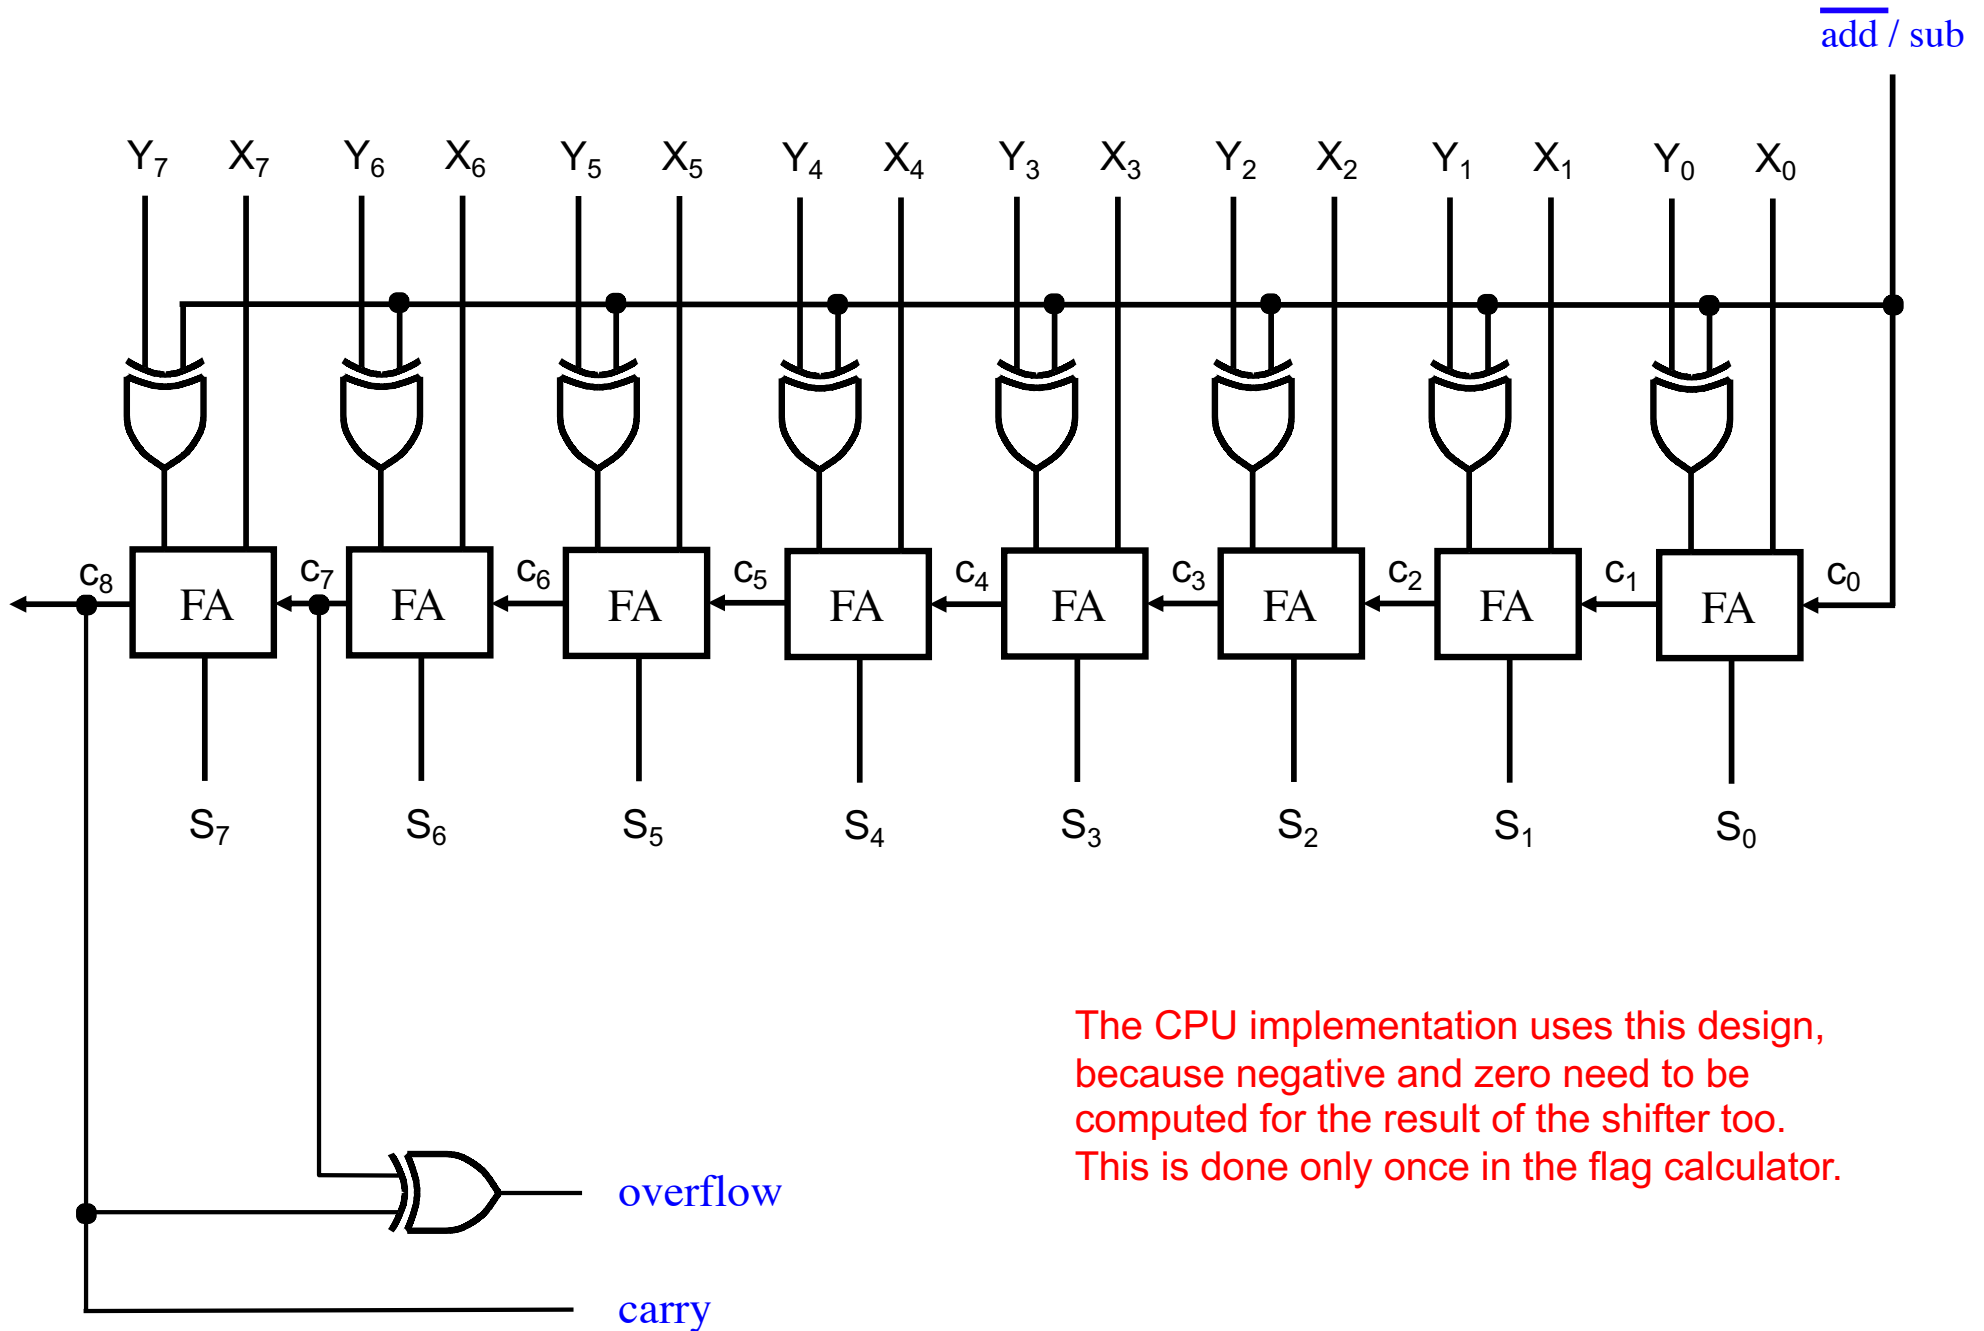 add / sub
Y7 X7 Y6 X6 Y5 X5 Y4 X4 Y3 X3 Y2 X2 Y1 X1 Y0 X0
c8 FA c7 FA c6 FA c5 FA c4 FA c3 FA c2 FA c1 FA c0
S7 S6 S5 S4 S3 S2 S1 S0
The CPU implementation uses this design,
because negative and zero need to be
computed for the result of the shifter too.
This is done only once in the flag calculator.
overflow
carry